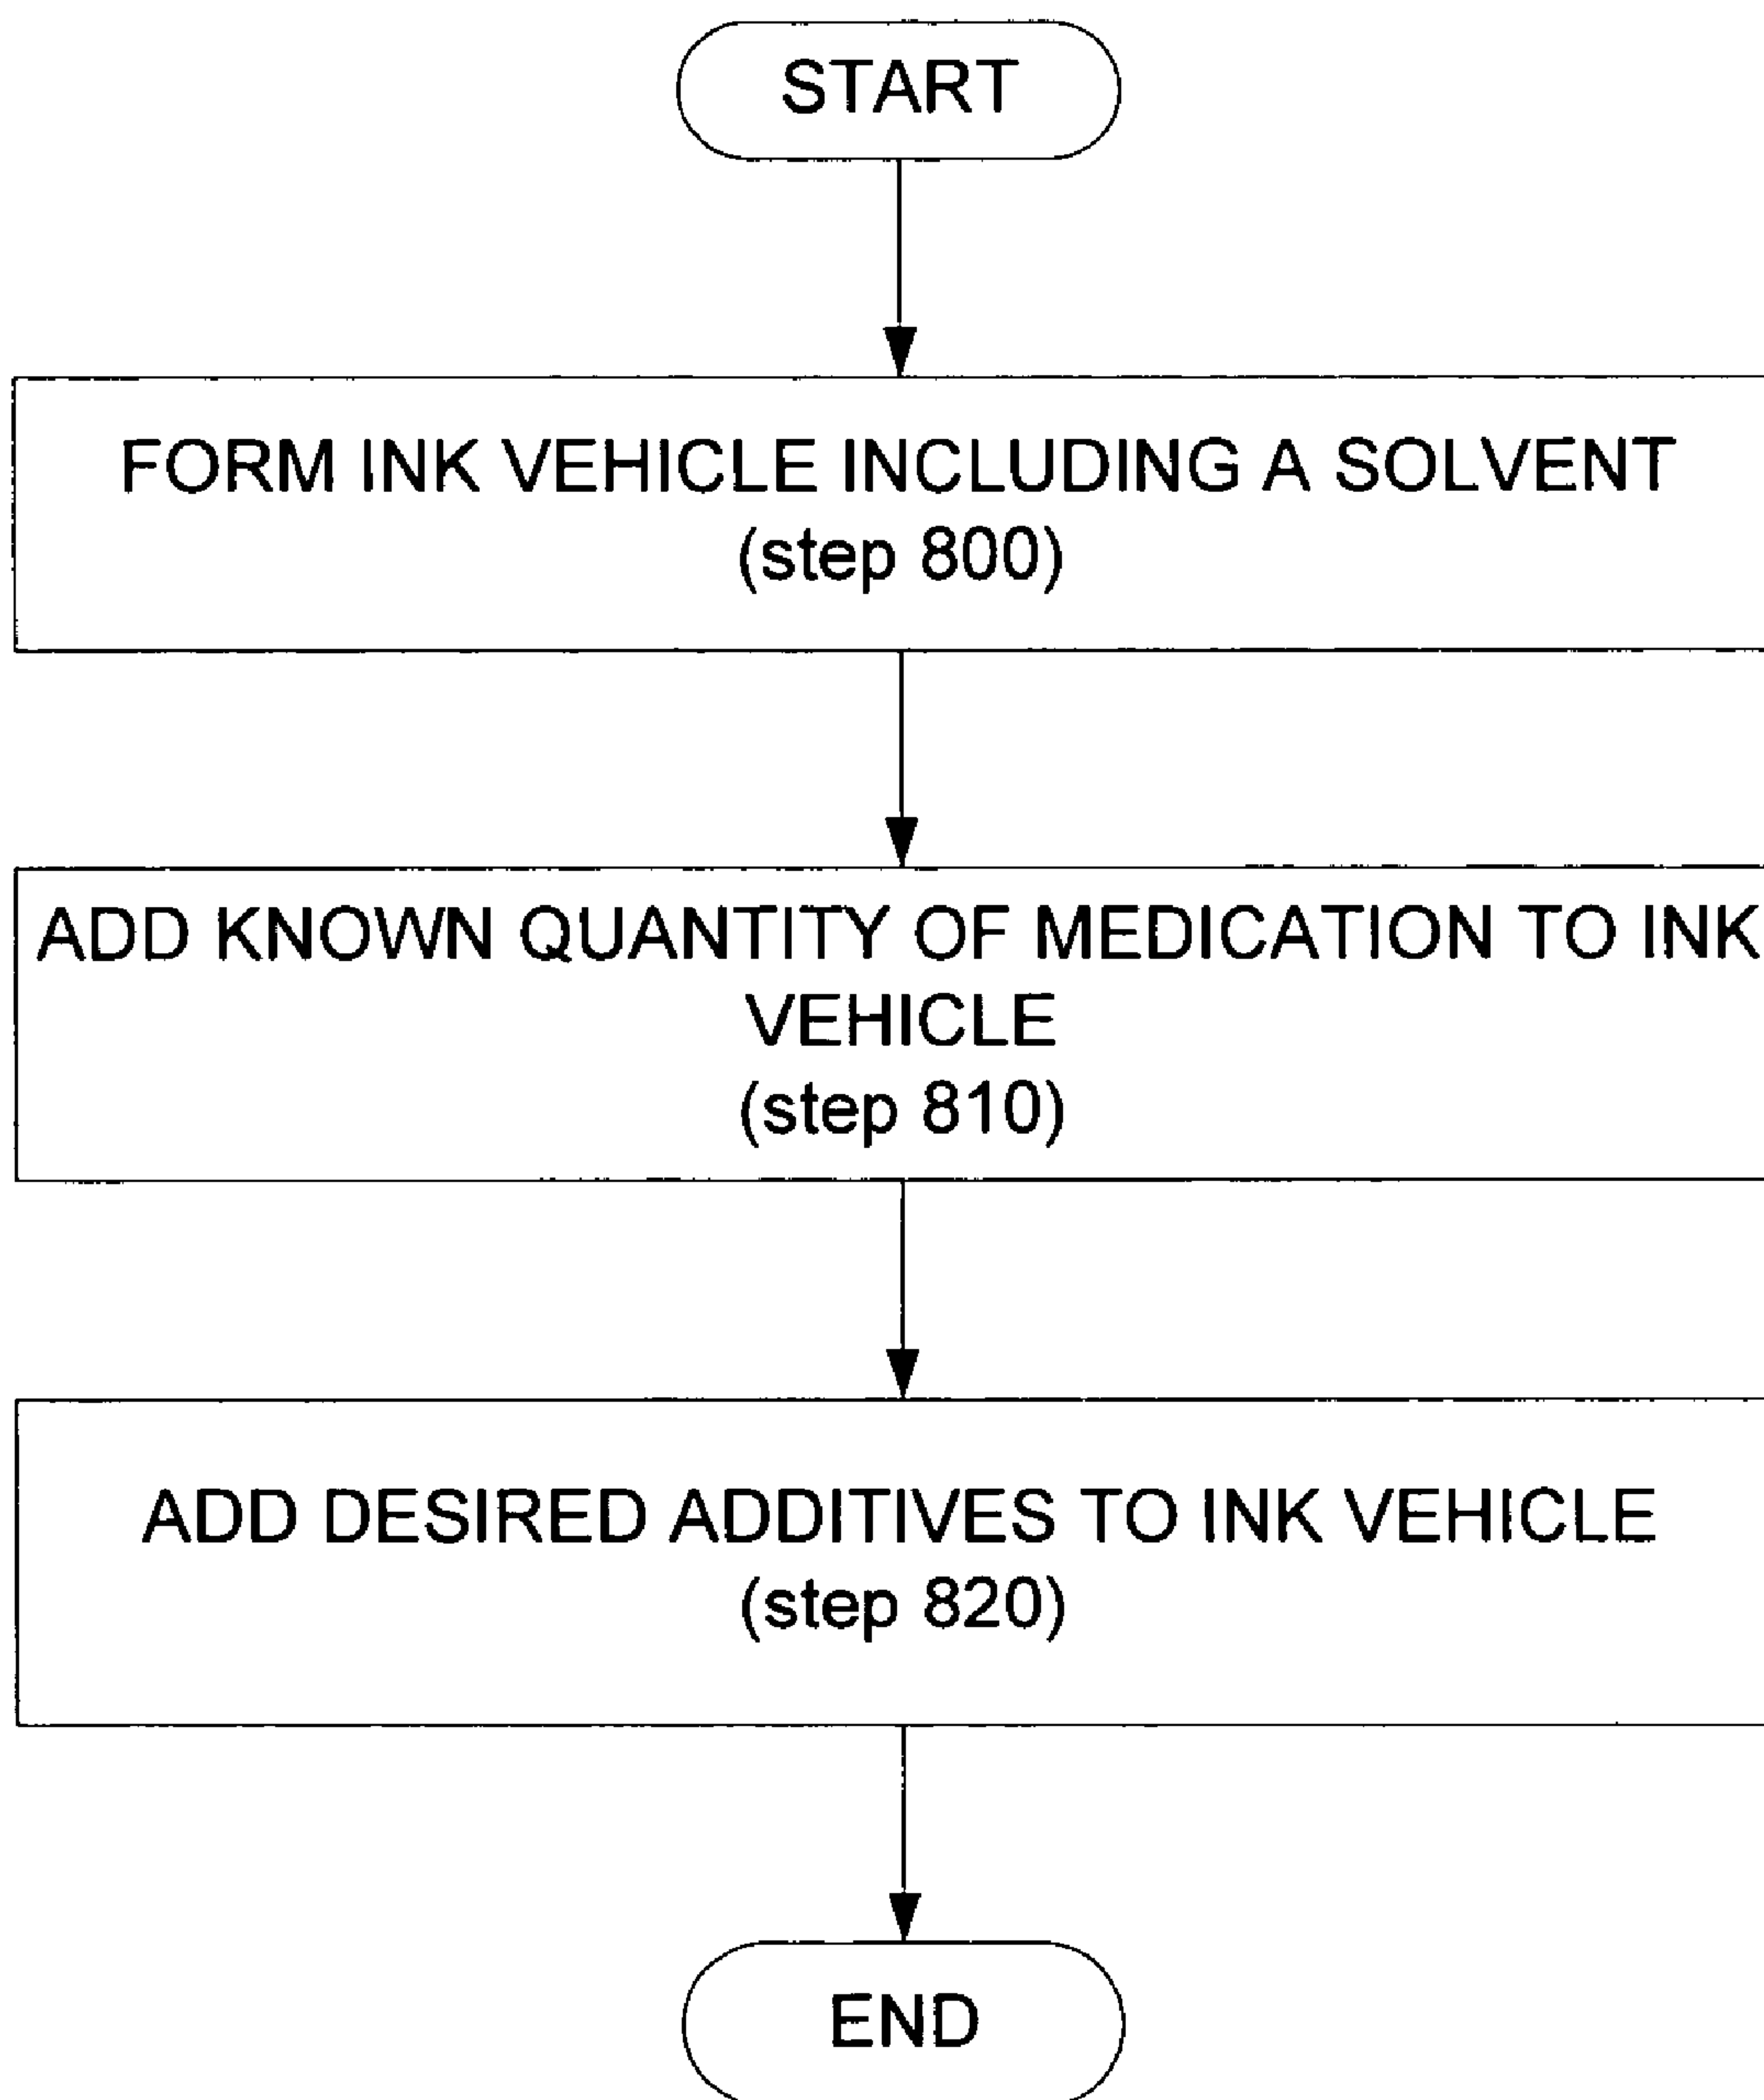 START
FORM INK VEHICLE INCLUDING A SOLVENT
(step 800)
ADD KNOWN QUANTITY OF MEDICATION TO INK
VEHICLE
(step 810)
ADD DESIRED ADDITIVES TO INK VEHICLE
(step 820)
END